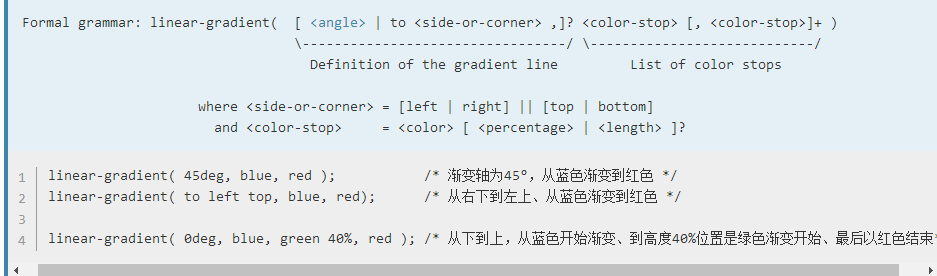 Formal grammar: linear-gradient(  [ <angle> | to <side-or-corner> ,]? <color-stop> [, <color-stop>]+ )
\---------------------------------/ \----------------------------/
Definition of the gradient line         List of color stops
where <side-or-corner> = [left | right] || [top | bottom]
and <color-stop>     = <color> [ <percentage> | <length> ]?
1 linear-gradient( 45deg, blue, red );           /* 渐变轴为45°，从蓝色渐变到红色 */
2 linear-gradient( to left top, blue, red);      /* 从右下到左上、从蓝色渐变到红色 */
3
4 linear-gradient( 0deg, blue, green 40%, red ); /* 从下到上，从蓝色开始渐变、到高度40%位置是绿色渐变开始、最后以红色结束*